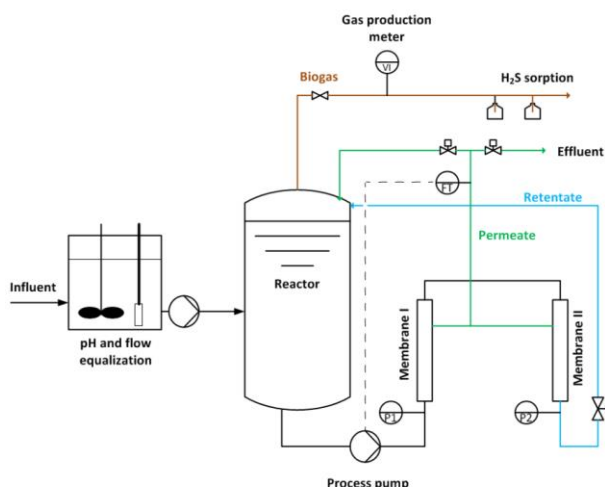 Gas production
meter
VI
Biogas
H₂S sorption
Effluent
FT
Retentate
Permeate
Influent
Reactor
pH and flow
equalization
Membrane I
Membrane II
P1
P2
Process pump